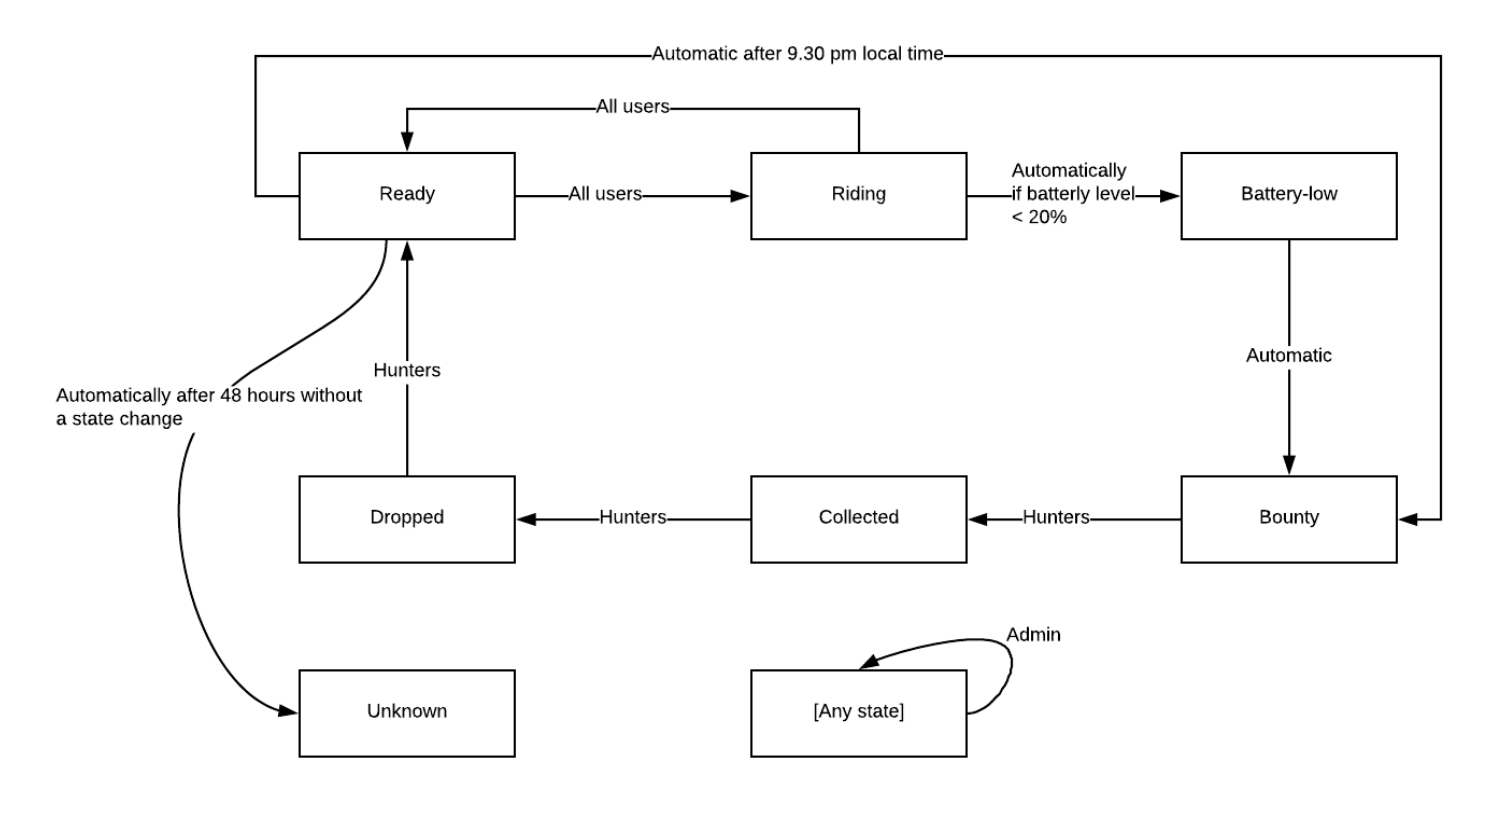 Automatic after 9.30 pm local time
All users
Ready
All users
Riding
Automatically
if batterly level
< 20%
Battery-low
Hunters
Automatically after 48 hours without
a state change
Automatic
Dropped
Hunters
Collected
Hunters
Bounty
Admin
Unknown
[Any state]